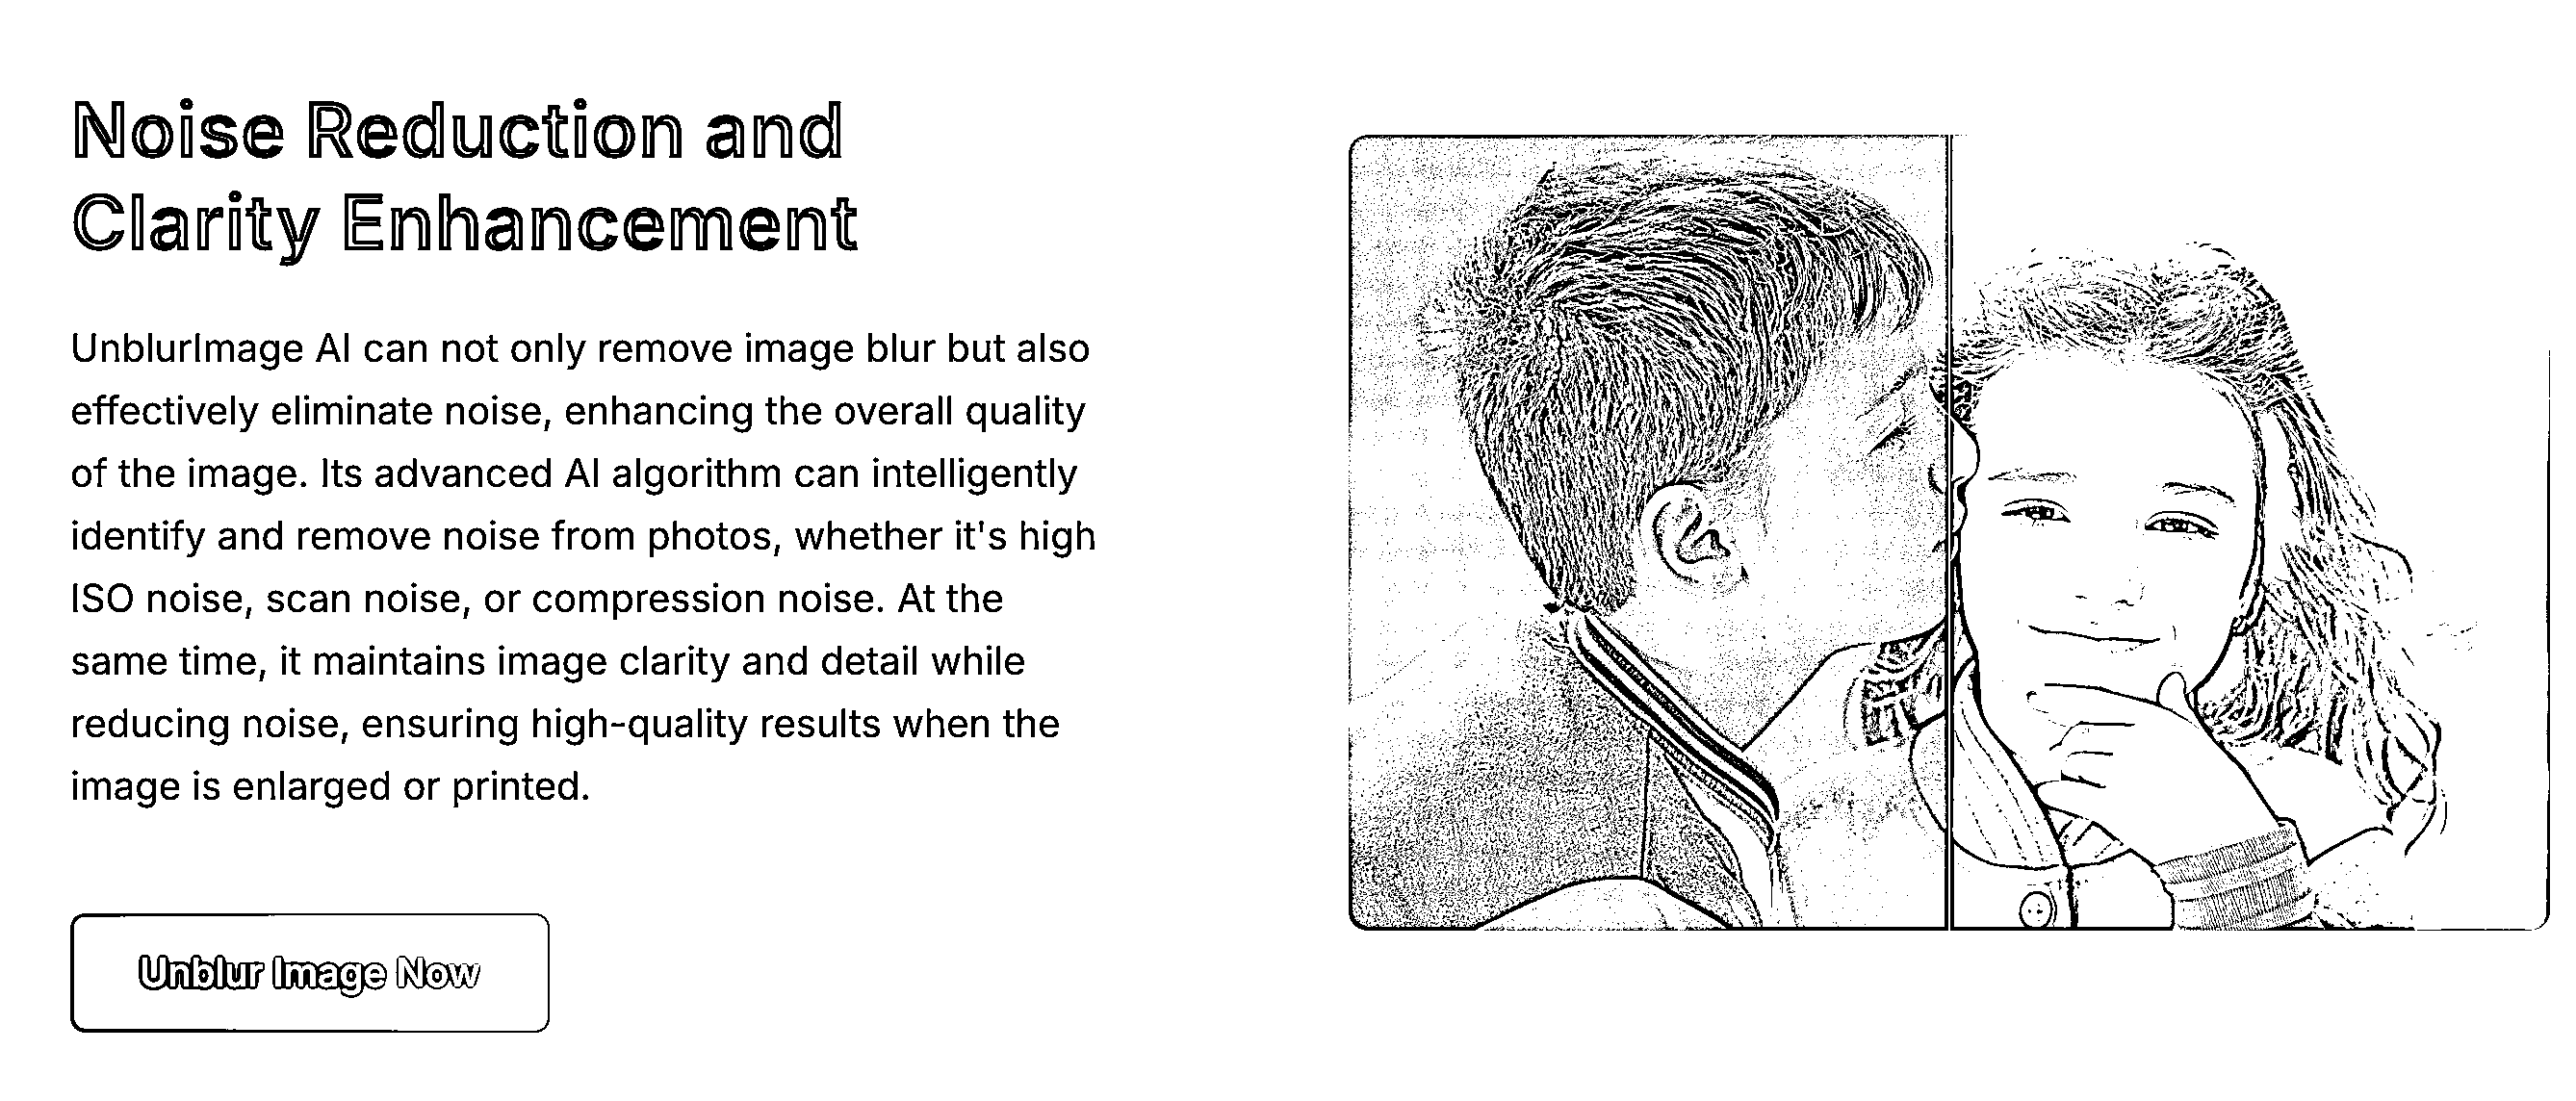 Noise Reduction and
Clarity Enhancement
UnblurImage AI can not only remove image blur but also
effectively eliminate noise, enhancing the overall quality
of the image. Its advanced AI algorithm can intelligently
identify and remove noise from photos, whether it's high
ISO noise, scan noise, or compression noise. At the
same time, it maintains image clarity and detail while
reducing noise, ensuring high-quality results when the
image is enlarged or printed.
Unblur Image Now